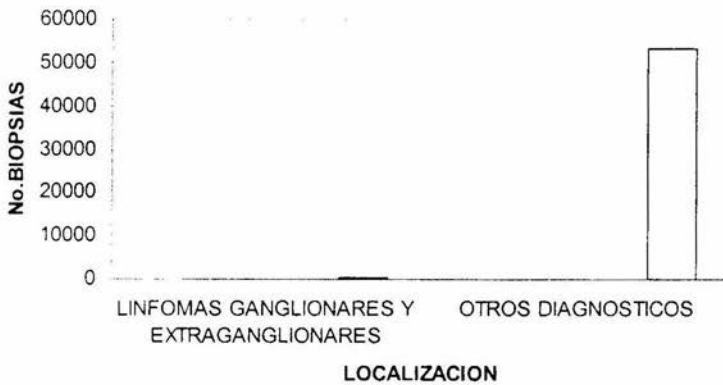 60000
50000
40000
30000
20000
10000
0
No.BIOPSIAS
LINFOMAS GANGLIONARES Y
EXTRAGANGLIONARES
OTROS DIAGNOSTICOS
LOCALIZACION